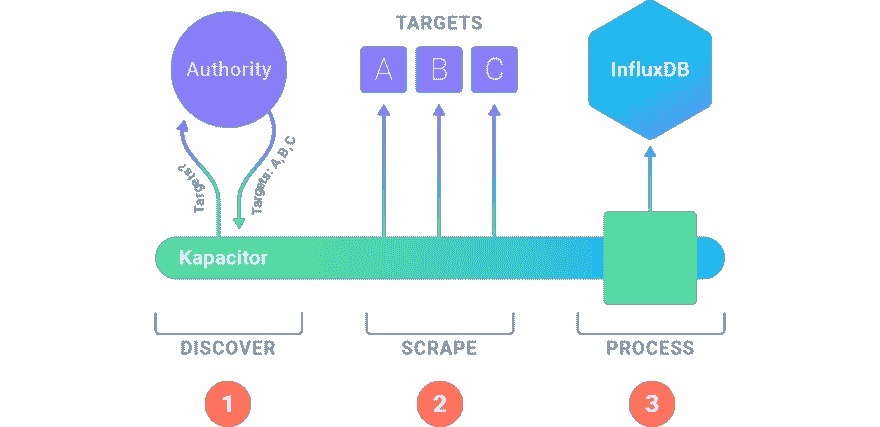 TARGETS
Authority
A B C
InfluxDB
Targets?
Targets: A,B,C
Kapacitor
DISCOVER
SCRAPE
PROCESS
1
2
3